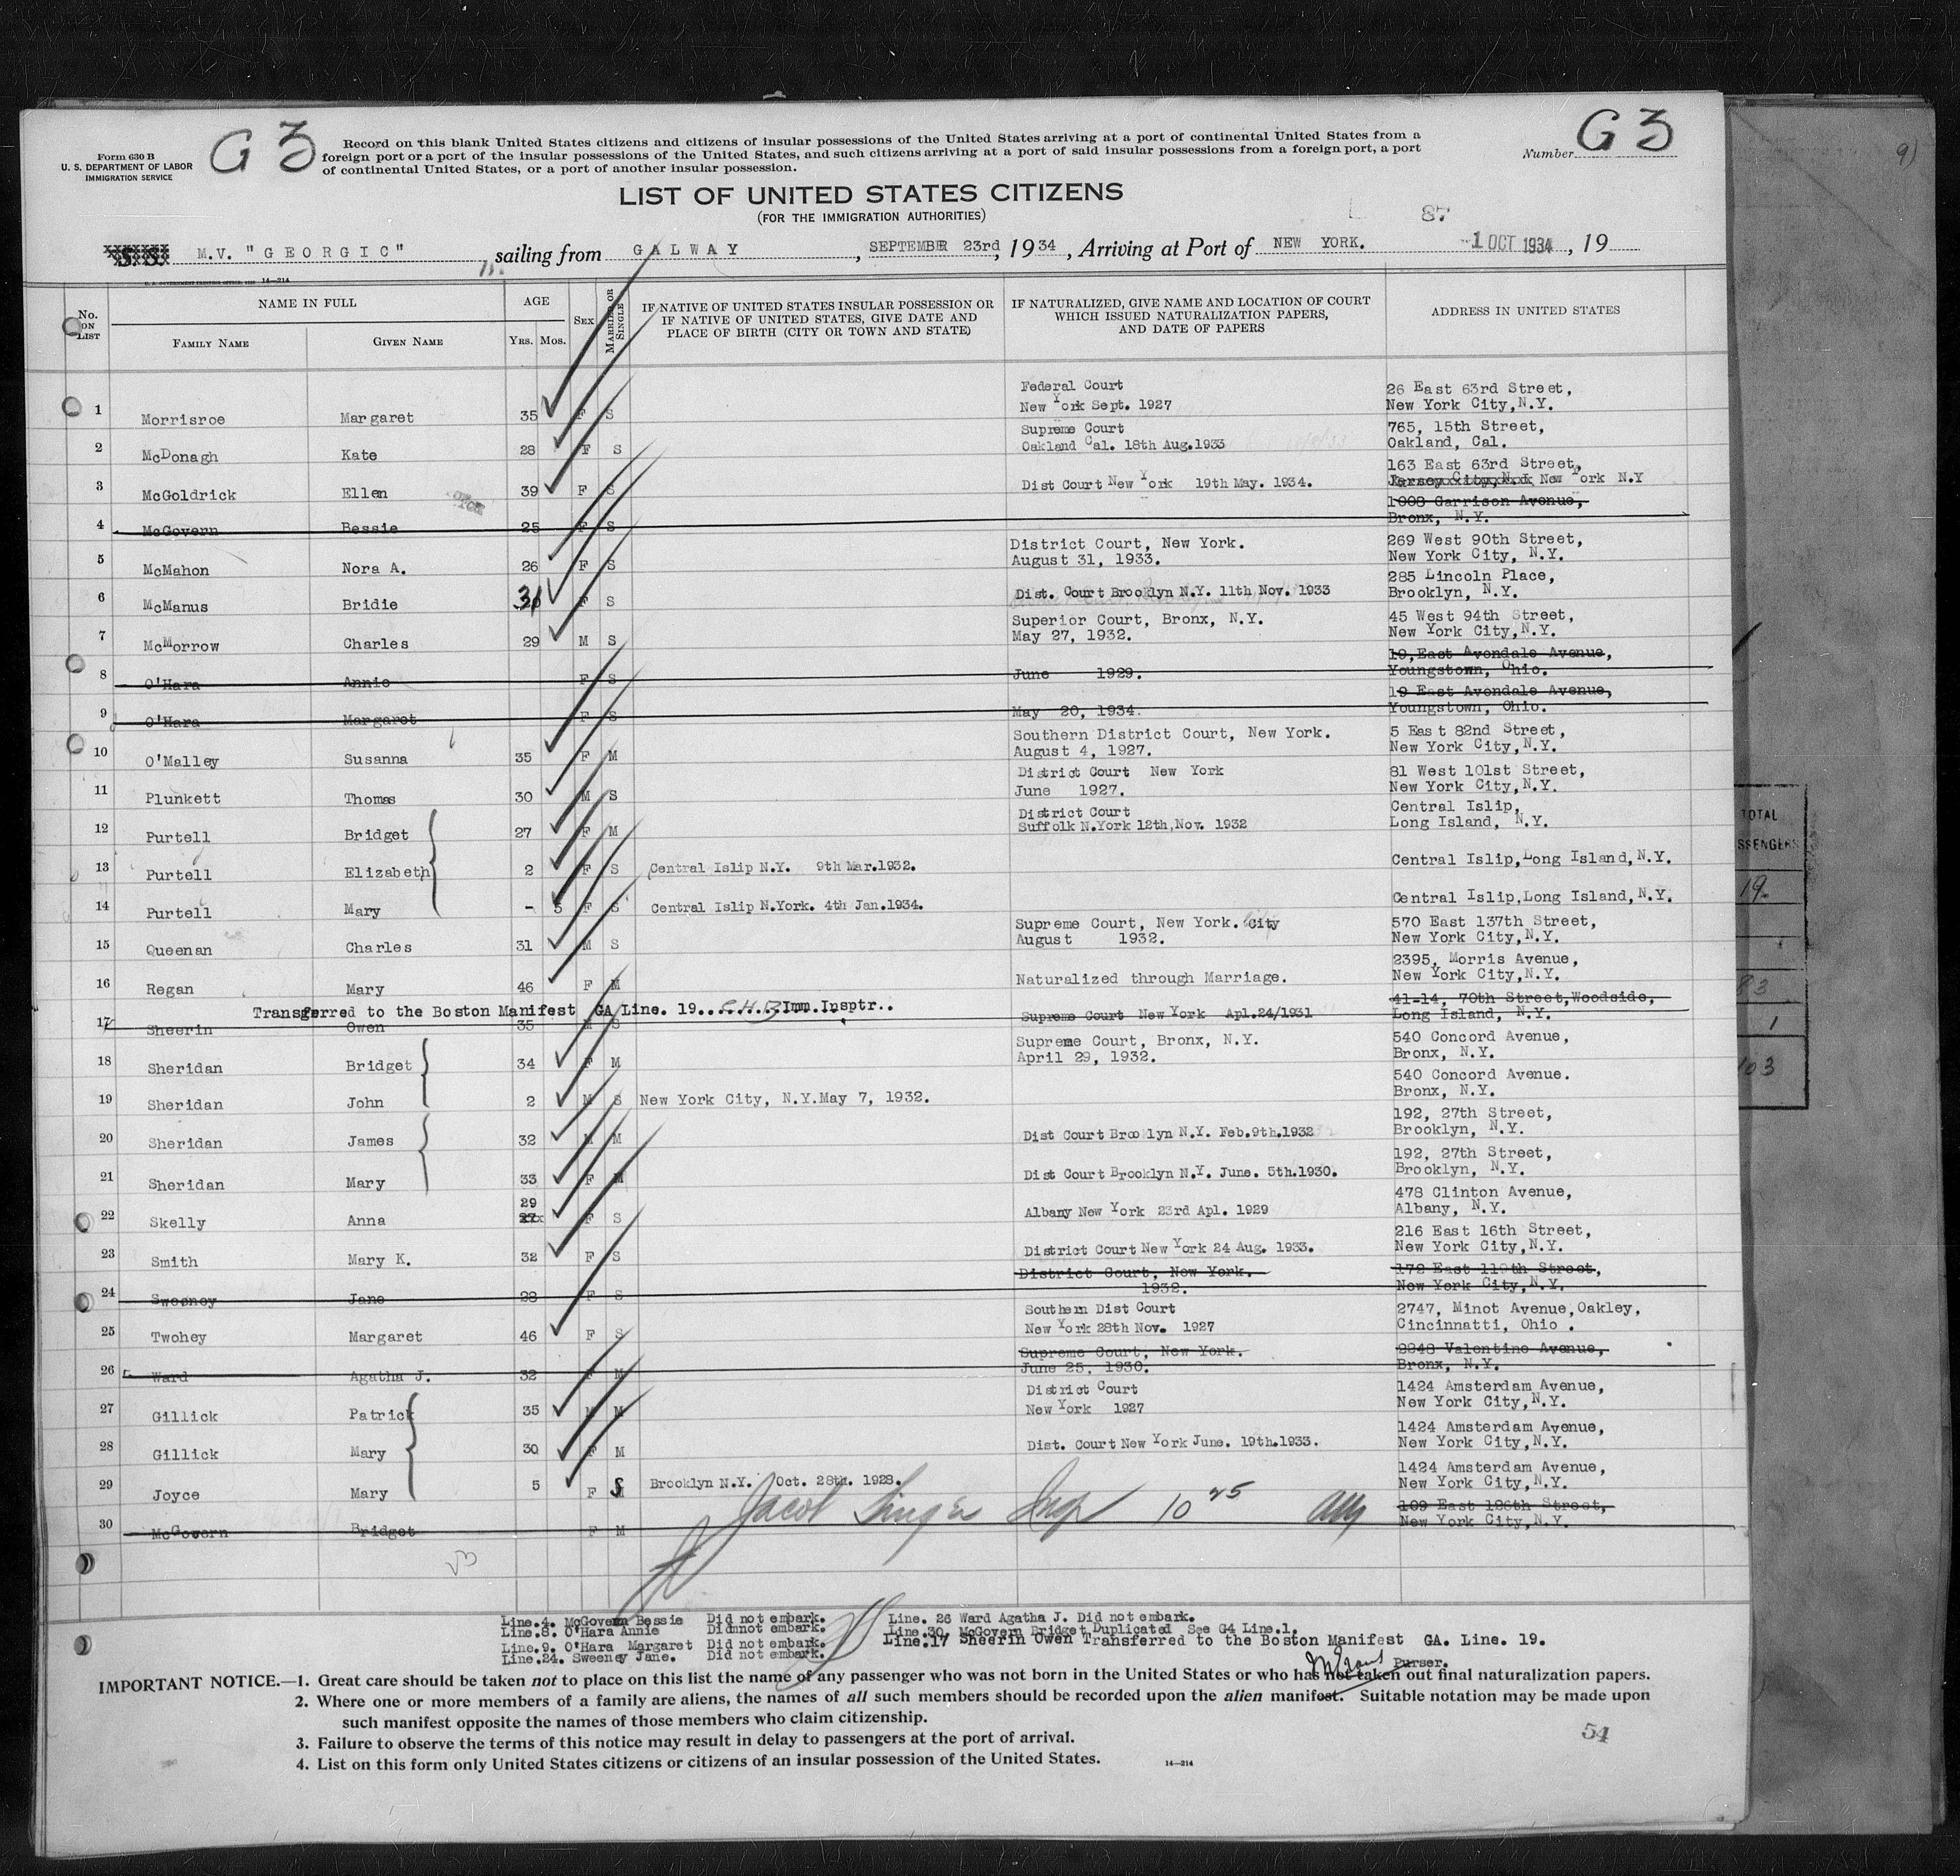 G 3
Form 630 B
U. S. DEPARTMENT OF LABOR
IMMIGRATION SERVICE
Record on this blank United States citizens and citizens of insular possessions of the United States arriving at a port of continental United States from a
foreign port or a port of the insular possessions of the United States, and such citizens arriving at a port of said insular possessions from a foreign port, a port
of continental United States, or a port of another insular possession.
Number G 3
LIST OF UNITED STATES CITIZENS
(FOR THE IMMIGRATION AUTHORITIES)
87
S.S. M.V. "GEORGIC" sailing from GALWAY, SEPTEMBER 23rd, 1934, Arriving at Port of NEW YORK. 1 OCT 1934, 19
14—214
No. ON LIST
NAME IN FULL
FAMILY NAME GIVEN NAME
AGE
YRS. MOS.
SEX
MARRIED OR SINGLE
IF NATIVE OF UNITED STATES INSULAR POSSESSION OR
IF NATIVE OF UNITED STATES, GIVE DATE AND
PLACE OF BIRTH (CITY OR TOWN AND STATE)
IF NATURALIZED, GIVE NAME AND LOCATION OF COURT
WHICH ISSUED NATURALIZATION PAPERS,
AND DATE OF PAPERS
ADDRESS IN UNITED STATES
Federal Court 26 East 63rd Street,
1 Morrisroe Margaret 35 F S New York Sept. 1927 New York City, N.Y.
Supreme Court 765, 15th Street,
2 McDonagh Kate 28 F S Oakland Cal. 18th Aug.1933 Oakland, Cal.
163 East 63rd Street,
3 McGoldrick Ellen 39 F S Dist Court New York 19th May. 1934. Jersey City, N.J. New York N.Y
1008 Garrison Avenue,
4 McGovern Bessie 25 F S Bronx, N.Y.
District Court, New York. 269 West 90th Street,
5 McMahon Nora A. 26 F S August 31, 1933. New York City, N.Y.
285 Lincoln Place,
6 McManus Bridie 31 F S Dist. Court Brooklyn N.Y. 11th Nov. 1933 Brooklyn, N.Y.
Superior Court, Bronx, N.Y. 45 West 94th Street,
7 McMorrow Charles 29 M S May 27, 1932. New York City, N.Y.
19, East Avondale Avenue,
8 O'Hara Annie F S June 1929. Youngstown, Ohio.
19 East Avondale Avenue,
9 O'Hara Margaret F S May 20, 1934. Youngstown, Ohio.
Southern District Court, New York. 5 East 82nd Street,
10 O'Malley Susanna 35 F M August 4, 1927. New York City, N.Y.
District Court New York 81 West 101st Street,
11 Plunkett Thomas 30 M S June 1927. New York City, N.Y.
District Court Central Islip,
12 Purtell Bridget 27 F M Suffolk N.York 12th,Nov. 1932 Long Island, N.Y.
13 Purtell Elizabeth 2 F S Central Islip N.Y. 9th Mar.1932. Central Islip, Long Island, N.Y.
14 Purtell Mary - 5 F S Central Islip N.York. 4th Jan.1934. Central Islip, Long Island, N.Y.
Supreme Court, New York. City 570 East 137th Street,
15 Queenan Charles 31 M S August 1932. New York City, N.Y.
2395, Morris Avenue,
16 Regan Mary 46 F M Naturalized through Marriage. New York City, N.Y.
Transferred to the Boston Manifest GA Line. 19........Imm.Insptr.. 41-14, 70th Street,Woodside,
17 Sheerin Owen 35 M S Supreme Court New York Apl.24/1931 Long Island, N.Y.
Supreme Court, Bronx, N.Y. 540 Concord Avenue,
18 Sheridan Bridget 34 F M April 29, 1932. Bronx, N.Y.
540 Concord Avenue.
19 Sheridan John 2 M S New York City, N.Y.May 7, 1932. Bronx, N.Y.
192, 27th Street,
20 Sheridan James 32 M M Dist Court Brooklyn N.Y. Feb.9th.1932 Brooklyn, N.Y.
192, 27th Street,
21 Sheridan Mary 33 F M Dist Court Brooklyn N.Y. June. 5th.1930. Brooklyn, N.Y.
29 478 Clinton Avenue,
22 Skelly Anna 27 F S Albany New York 23rd Apl. 1929 Albany, N.Y.
216 East 16th Street,
23 Smith Mary K. 32 F S District Court New York 24 Aug. 1933. New York City, N.Y.
District Court, New York. 172 East 119th Street,
24 Sweeney Jane 28 F S 1932. New York City, N.Y.
Southern Dist Court 2747, Minot Avenue, Oakley,
25 Twohey Margaret 46 F S New York 28th Nov. 1927 Cincinnatti, Ohio .
Supreme Court, New York. 2248 Valentine Avenue,
26 Ward Agatha J. 32 F M June 25, 1930. Bronx, N.Y.
District Court 1424 Amsterdam Avenue,
27 Gillick Patrick 35 M M New York 1927 New York City, N.Y.
1424 Amsterdam Avenue,
28 Gillick Mary 30 F M Dist. Court New York June. 19th.1933. New York City, N.Y.
1424 Amsterdam Avenue,
29 Joyce Mary 5 F S Brooklyn N.Y. Oct. 28th. 1928. New York City, N.Y.
Jacob Singer Insp 10 45 am 109 East 126th Street,
30 McGovern Bridget F M New York City, N.Y.
Line.4. McGovern Bessie Did not embark. Line. 26 Ward Agatha J. Did not embark.
Line.8. O'Hara Annie Didnnot embark. Line.30. McGovern Bridget Duplicated See G4 Line.1.
Line.9. O'Hara Margaret Did not embark. Line.17 Sheerin Owen Transferred to the Boston Manifest GA. Line. 19.
Line.24. Sweeney Jane. Did not embark.
Purser.
IMPORTANT NOTICE.—1. Great care should be taken not to place on this list the name of any passenger who was not born in the United States or who has not taken out final naturalization papers.
2. Where one or more members of a family are aliens, the names of all such members should be recorded upon the alien manifest. Suitable notation may be made upon
such manifest opposite the names of those members who claim citizenship.
3. Failure to observe the terms of this notice may result in delay to passengers at the port of arrival.
4. List on this form only United States citizens or citizens of an insular possession of the United States.
14—214
54
TOTAL
19.
83
1
103